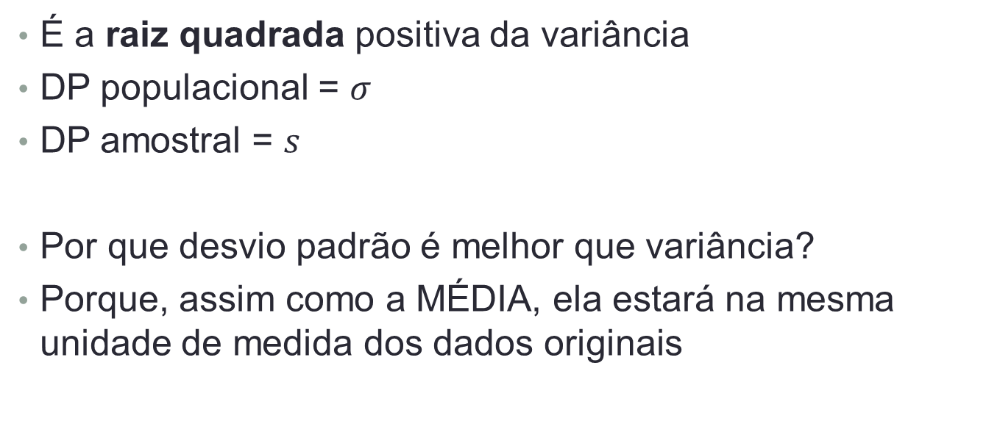 • É a raiz quadrada positiva da variância
• DP populacional = σ
• DP amostral = s
• Por que desvio padrão é melhor que variância?
• Porque, assim como a MÉDIA, ela estará na mesma
unidade de medida dos dados originais